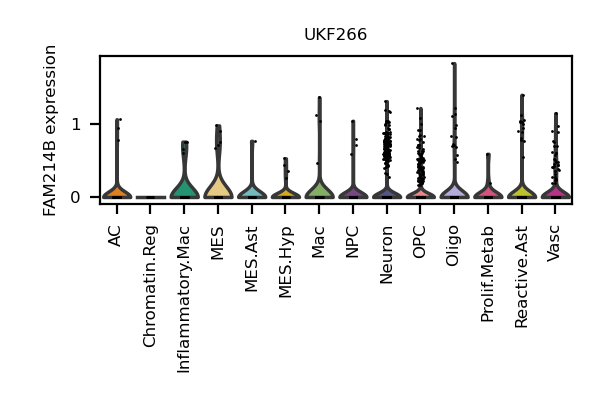 UKF266
FAM214B expression
1
0
AC
Chromatin.Reg
Inflammatory.Mac
MES
MES.Ast
MES.Hyp
Mac
NPC
Neuron
OPC
Oligo
Prolif.Metab
Reactive.Ast
Vasc